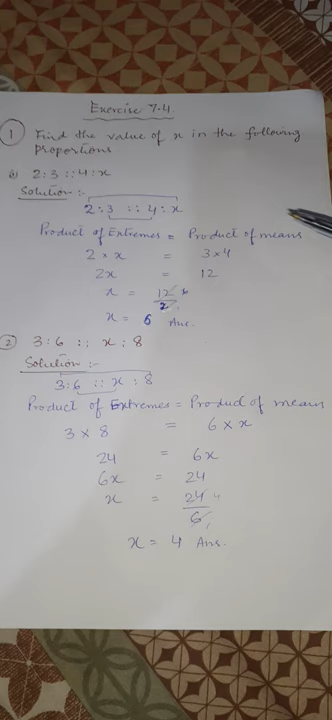 Exercise 7.4.
1 Find the value of x in the following
proportions.
2:3 :: 4:x
Solution :-
2:3 :: 4:x
Product of Extremes = Product of means
2 × x = 3 × 4
2x = 12
x = 12
2
x = 6 Ans.
2 3:6 :: x:8
Solution :-
3:6 :: x:8
Product of Extremes = Product of means
3 × 8 = 6 × x
24 = 6x
6x = 24
x = 24
6
x = 4 Ans.